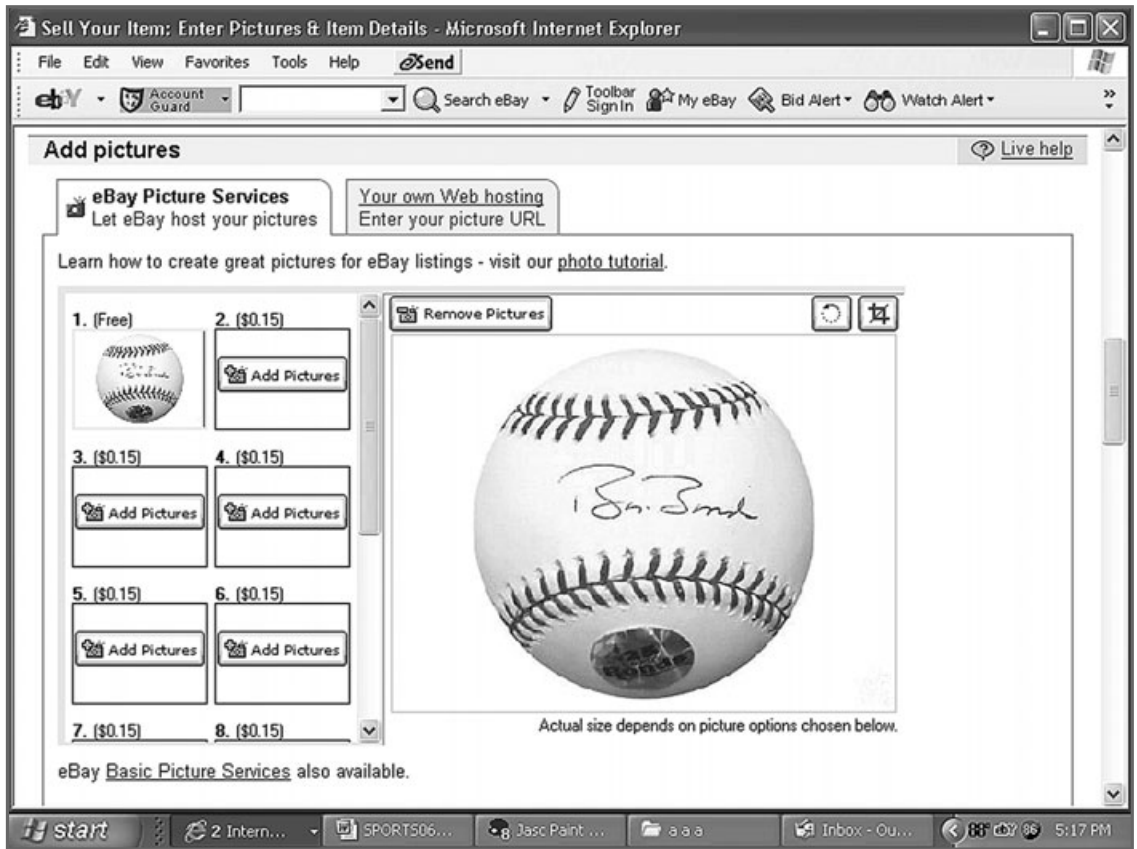 Sell Your Item: Enter Pictures & Item Details - Microsoft Internet Explorer
File Edit View Favorites Tools Help Send
ebY Account Guard Search eBay Toolbar Sign In My eBay Bid Alert Watch Alert
Add pictures Live help
eBay Picture Services Your own Web hosting
Let eBay host your pictures Enter your picture URL
Learn how to create great pictures for eBay listings - visit our photo tutorial.
1. (Free) 2. ($0.15) Remove Pictures
Add Pictures
3. ($0.15) 4. ($0.15)
Add Pictures Add Pictures
5. ($0.15) 6. ($0.15)
Add Pictures Add Pictures
7. ($0.15) 8. ($0.15)
Actual size depends on picture options chosen below.
eBay Basic Picture Services also available.
start 2 Intern... SPORTS06... Jasc Paint ... a a a Inbox - Ou... 88° 86 5:17 PM